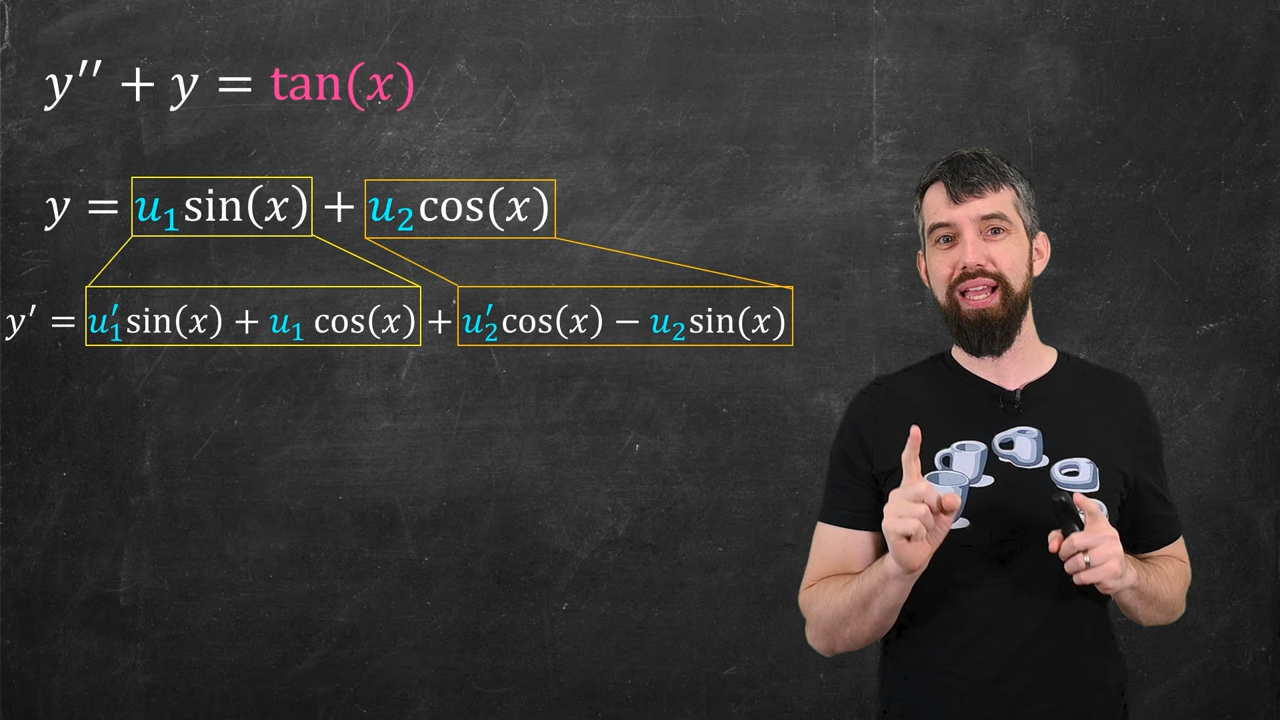 y′′ + y = tan(x)
y = u₁sin(x) + u₂cos(x)
y′ = u₁′sin(x) + u₁ cos(x) + u₂′cos(x) − u₂sin(x)